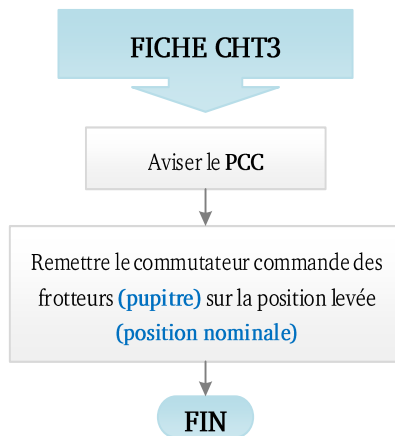 FICHE CHT3
Aviser le PCC
Remettre le commutateur commande des
frotteurs (pupitre) sur la position levée
(position nominale)
FIN